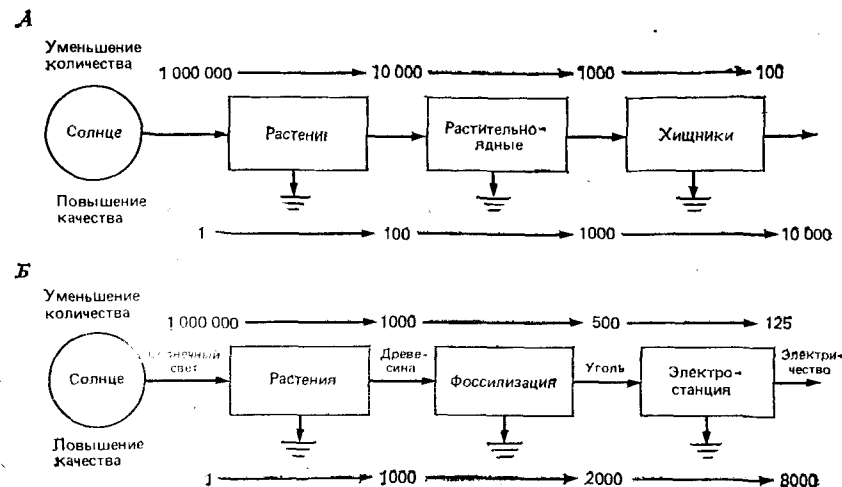 А
Уменьшение
количества
1 000 000 10 000 1000 100
Солнце
Растения
Растительно-
ядные
Хищники
Повышение
качества
1 100 1000 10 000
Б
Уменьшение
количества
1 000 000 1000 500 125
Солнечный
свет
Древе-
сина
Уголь
Электри-
чество
Солнце
Растения
Фоссилизация
Электро-
станция
Повышение
качества
1 1000 2000 8000